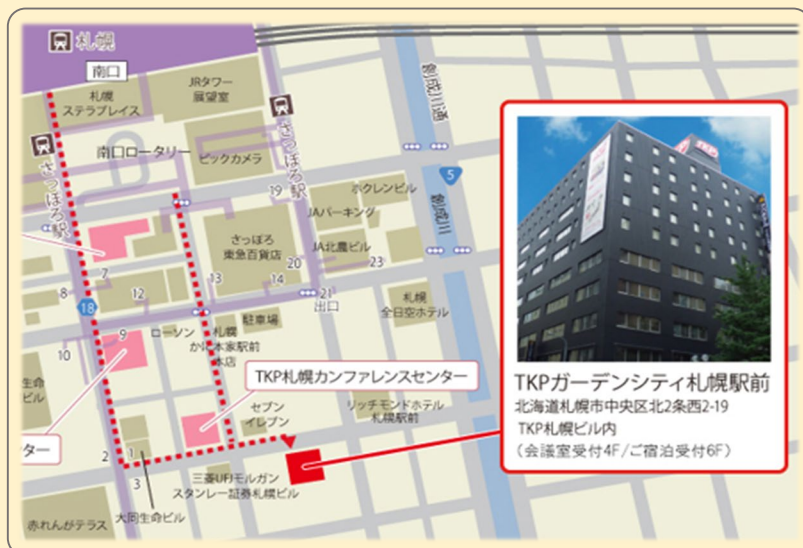 札幌
南口
札幌
ステラプレイス
JRタワー
展望室
さっぽろ駅
南口ロータリー
ビックカメラ
さっぽろ駅
創成川通
5
創成川
19
ホクレンビル
JAパーキング
JA北農ビル
さっぽろ
東急百貨店
20
23
7
13
14
8
12
21
出口
18
札幌
全日空ホテル
9
ローソン
札幌
かに本家駅前
本店
駐車場
10
生命
ビル
TKP札幌カンファレンスセンター
セブン
イレブン
リッチモンドホテル
札幌駅前
ター
2
1
3
三菱UFJモルガン
スタンレー証券札幌ビル
大同生命ビル
赤れんがテラス
TKP
TKPガーデンシティ札幌駅前
北海道札幌市中央区北2条西2-19
TKP札幌ビル内
（会議室受付4F/ご宿泊受付6F）